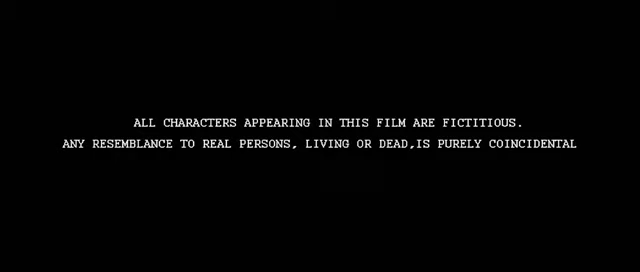 ALL CHARACTERS APPEARING IN THIS FILM ARE FICTITIOUS.
ANY RESEMBLANCE TO REAL PERSONS, LIVING OR DEAD,IS PURELY COINCIDENTAL